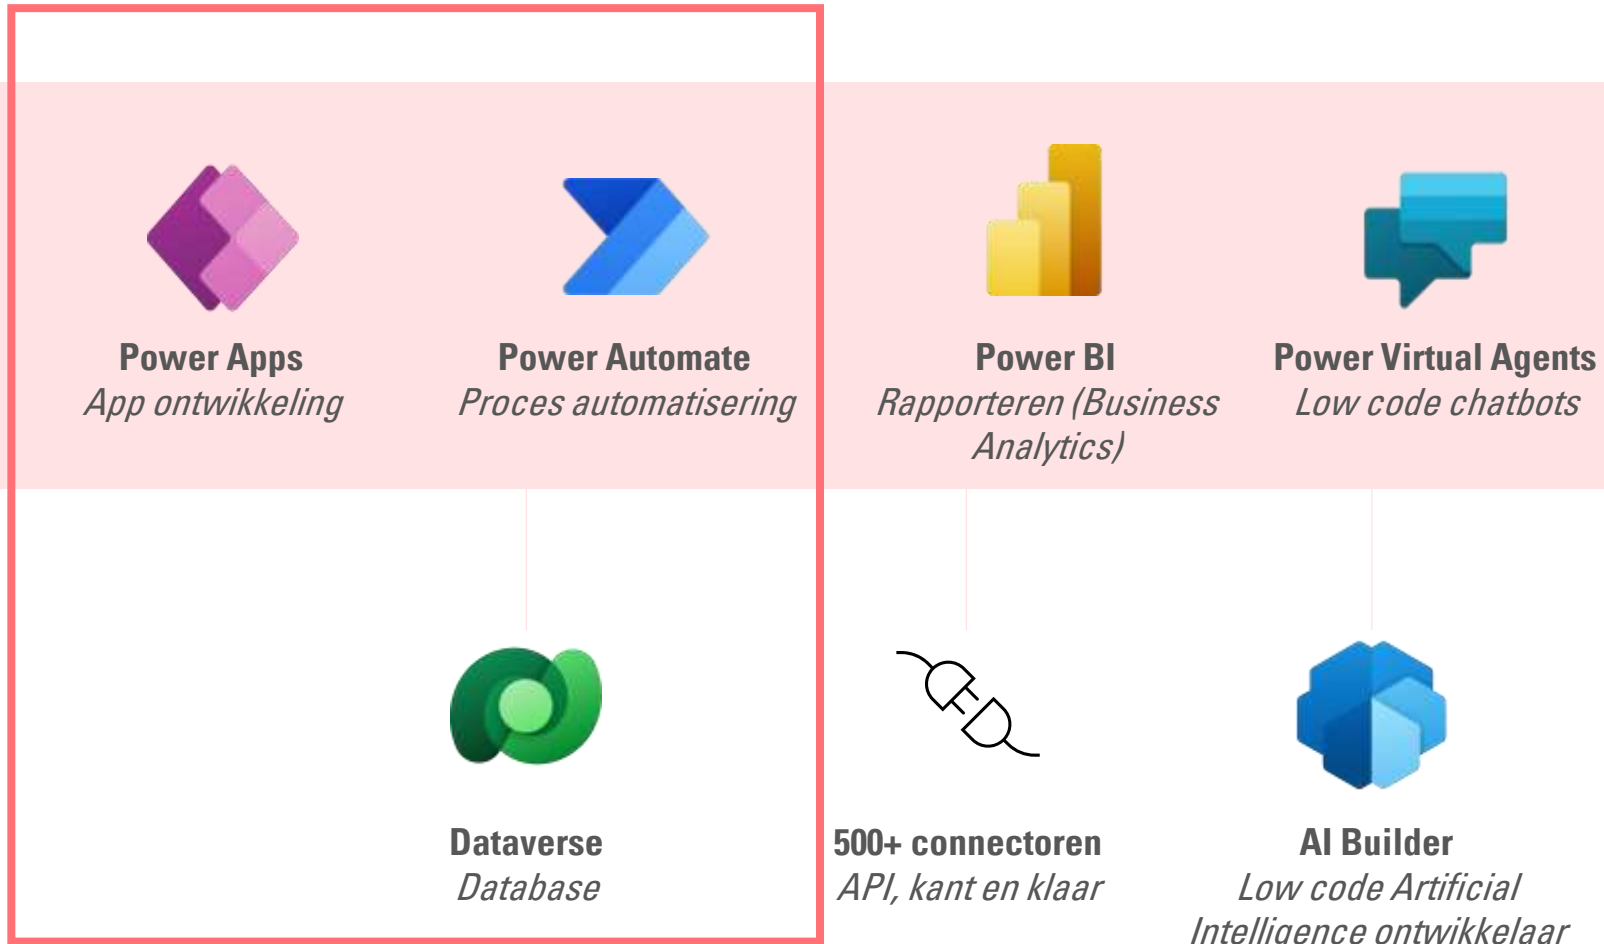 Power Apps
App ontwikkeling
Power Automate
Proces automatisering
Power BI
Rapporteren (Business
Analytics)
Power Virtual Agents
Low code chatbots
Dataverse
Database
500+ connectoren
API, kant en klaar
AI Builder
Low code Artificial
Intelligence ontwikkelaar